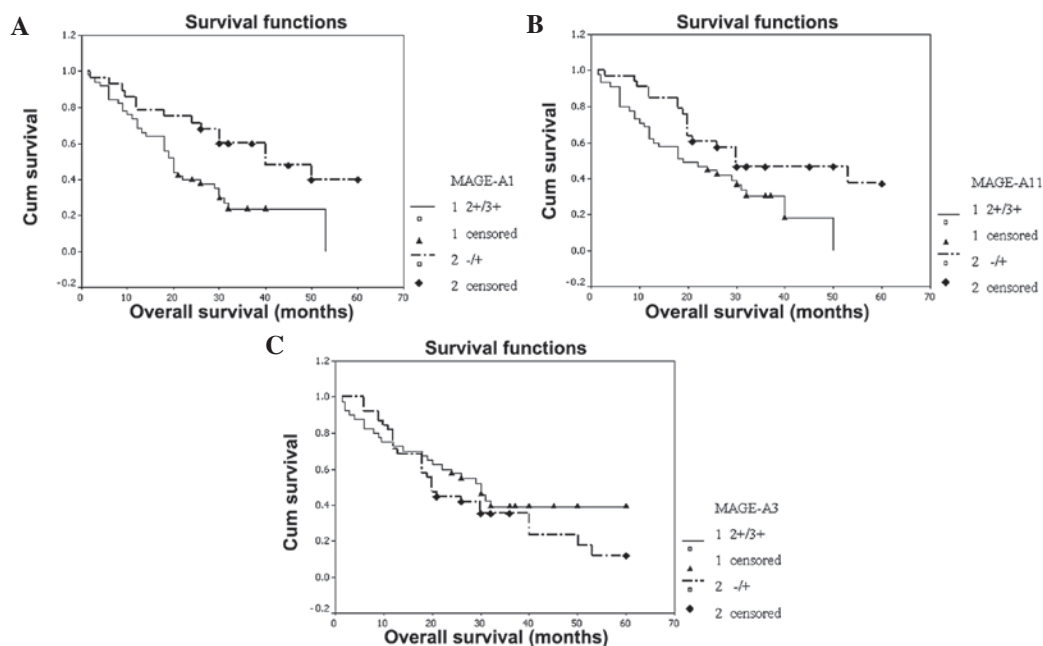 A
Survival functions
1.2
1.0
0.8
0.6
0.4
0.2
0.0
-0.2
Cum survival
0 10 20 30 40 50 60 70
Overall survival (months)
MAGE-A1
1 2+/3+
1 censored
2 -/+
2 censored
B
Survival functions
1.2
1.0
0.8
0.6
0.4
0.2
0.0
-0.2
Cum survival
0 10 20 30 40 50 60 70
Overall survival (months)
MAGE-A11
1 2+/3+
1 censored
2 -/+
2 censored
C
Survival functions
1.2
1.0
0.8
0.6
0.4
0.2
0.0
-0.2
Cum survival
0 10 20 30 40 50 60 70
Overall survival (months)
MAGE-A3
1 2+/3+
1 censored
2 -/+
2 censored